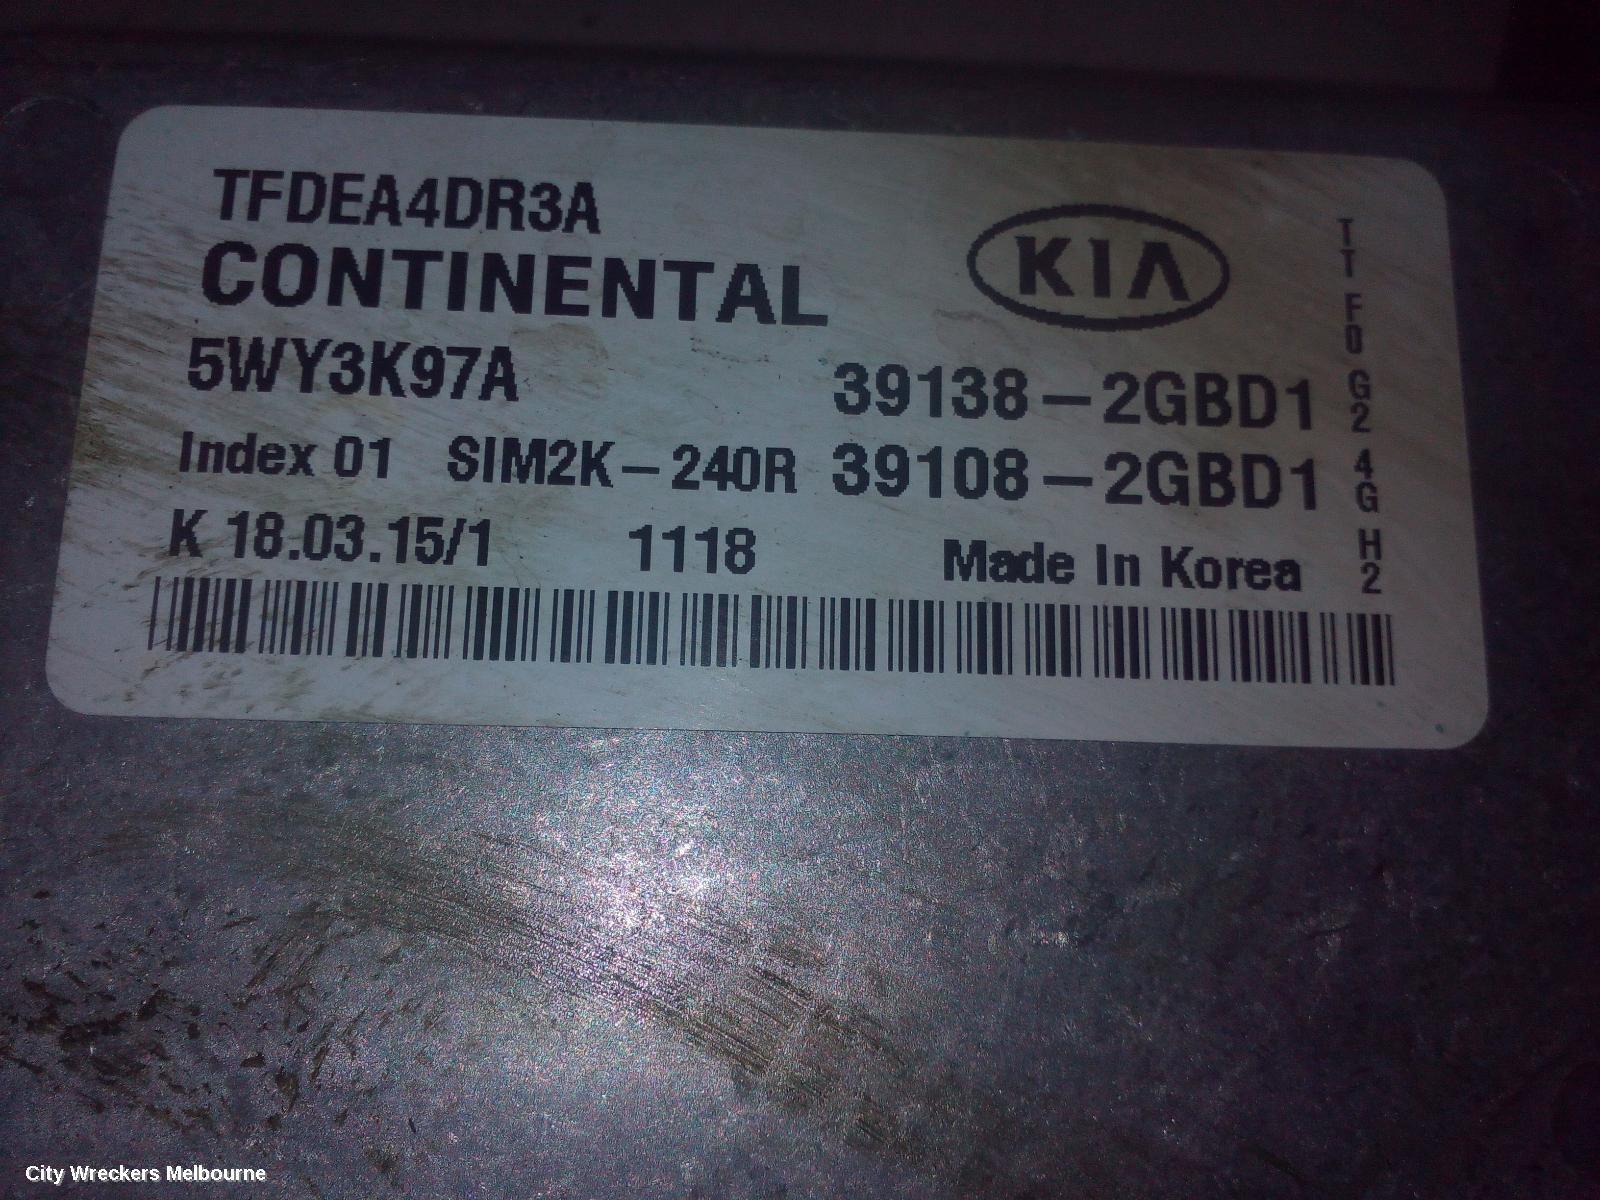 TFDEA4DR3A
CONTINENTAL
KIA
5WY3K97A 39138-2GBD1
Index 01 SIM2K-240R 39108-2GBD1
K 18.03.15/1 1118 Made In Korea
TT F0 G2 4G H2
City Wreckers Melbourne